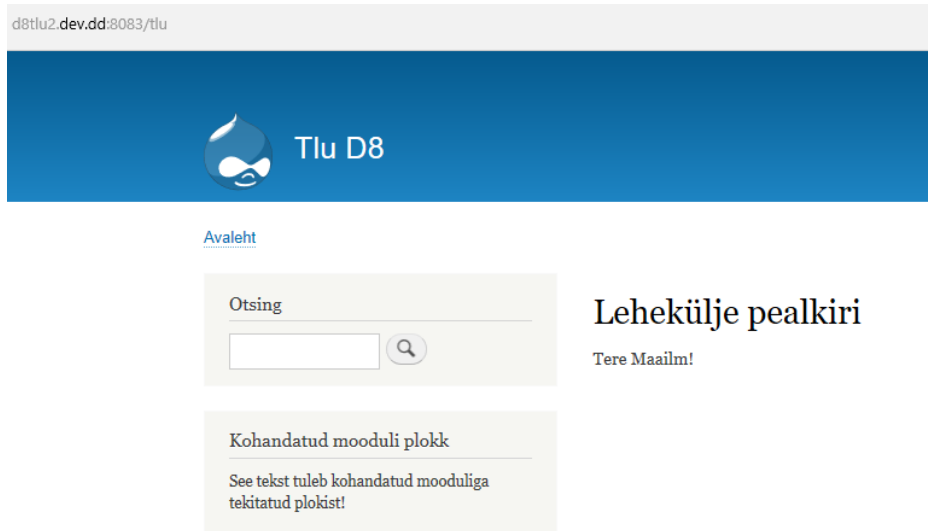 d8tlu2.dev.dd:8083/tlu
Tlu D8
Avaleht
Otsing
Lehekülje pealkiri
Tere Maailm!
Kohandatud mooduli plokk
See tekst tuleb kohandatud mooduliga
tekitatud plokist!